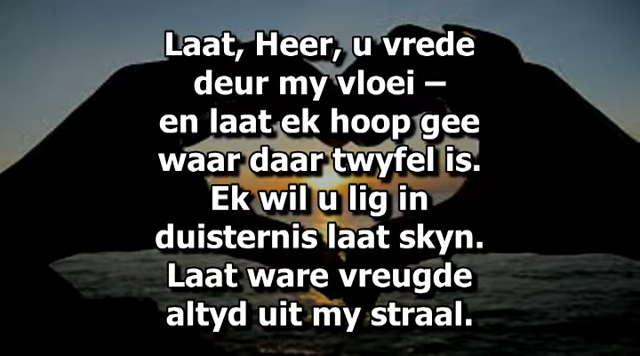 Laat, Heer, u vrede
deur my vloei –
en laat ek hoop gee
waar daar twyfel is.
Ek wil u lig in
duisternis laat skyn.
Laat ware vreugde
altyd uit my straal.